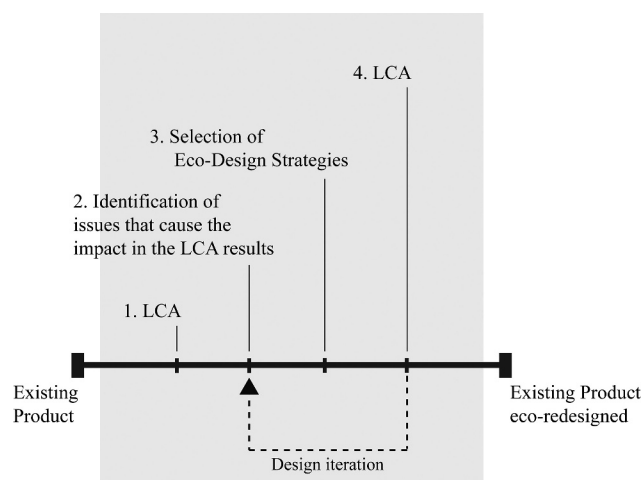 4. LCA
3. Selection of
Eco-Design Strategies
2. Identification of
issues that cause the
impact in the LCA results
1. LCA
Existing
Product
Existing Product
eco-redesigned
Design iteration